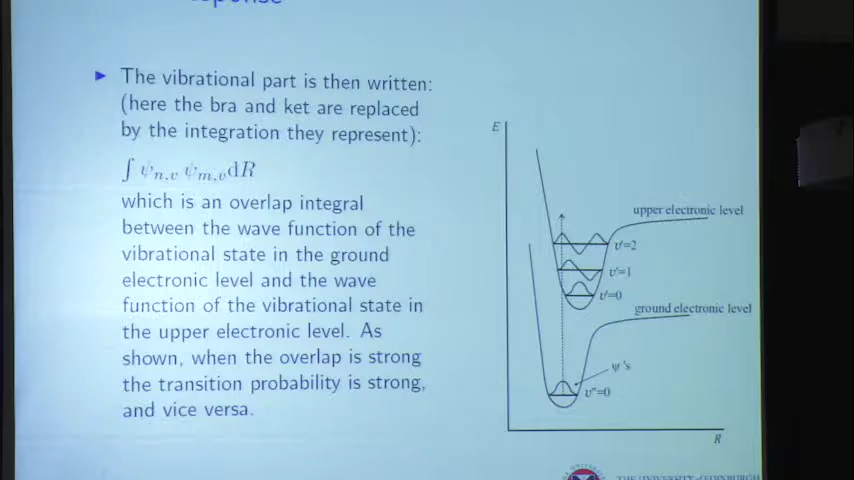 ▶ The vibrational part is then written:
(here the bra and ket are replaced
by the integration they represent):
∫ ψn,v ψm,v dR
which is an overlap integral
between the wave function of the
vibrational state in the ground
electronic level and the wave
function of the vibrational state in
the upper electronic level. As
shown, when the overlap is strong
the transition probability is strong,
and vice versa.
E
upper electronic level
υ'=2
υ'=1
υ'=0
ground electronic level
ψ's
υ''=0
R